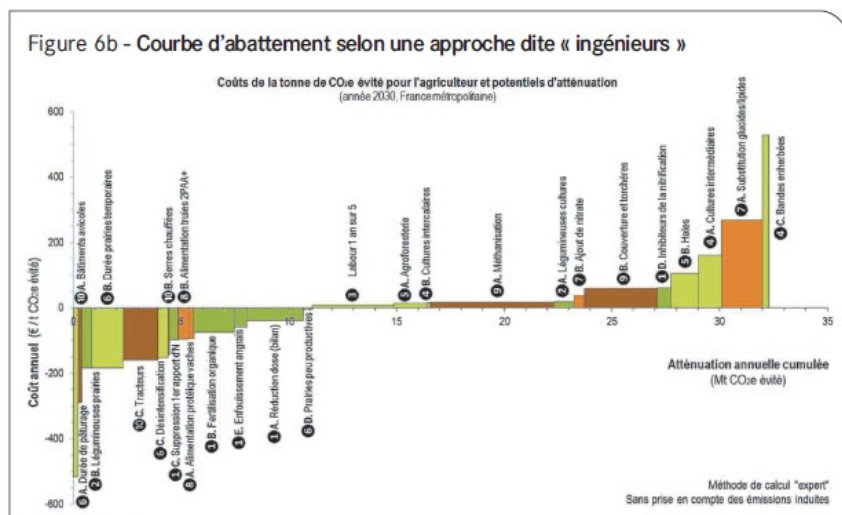 Figure 6b - Courbe d'abattement selon une approche dite « ingénieurs »
Coûts de la tonne de CO₂e évité pour l'agriculteur et potentiels d'atténuation
(année 2030, France métropolitaine)
Coût annuel (€ / t CO₂e évité)
600
400
200
0
-200
-400
-600
0
5
10
15
20
25
30
35
Atténuation annuelle cumulée
(Mt CO₂e évité)
6 A. Durée de pâturage
10 A. Bâtiments avicoles
2 B. Légumineuses prairies
6 B. Durée prairies temporaires
10 C. Tracteurs
6 C. Désintensification
10 B. Serres chauffées
1 C. Suppression 1er apport d'N
8 B. Alimentation truies 2PAA+
8 A. Alimentation protéique vaches
1 B. Fertilisation organique
1 E. Enfouissement engrais
1 A. Réduction dose (bilan)
6 D. Prairies peu productives
3 Labour 1 an sur 5
5 A. Agroforesterie
4 B. Cultures intercalaires
9 A. Méthanisation
2 A. Légumineuses cultures
7 B. Ajout de nitrate
9 B. Couverture et torchères
1 D. Inhibiteurs de la nitrification
5 B. Haies
4 A. Cultures intermédiaires
7 A. Substitution glucides/lipides
4 C. Bandes enherbées
Méthode de calcul "expert"
Sans prise en compte des émissions induites